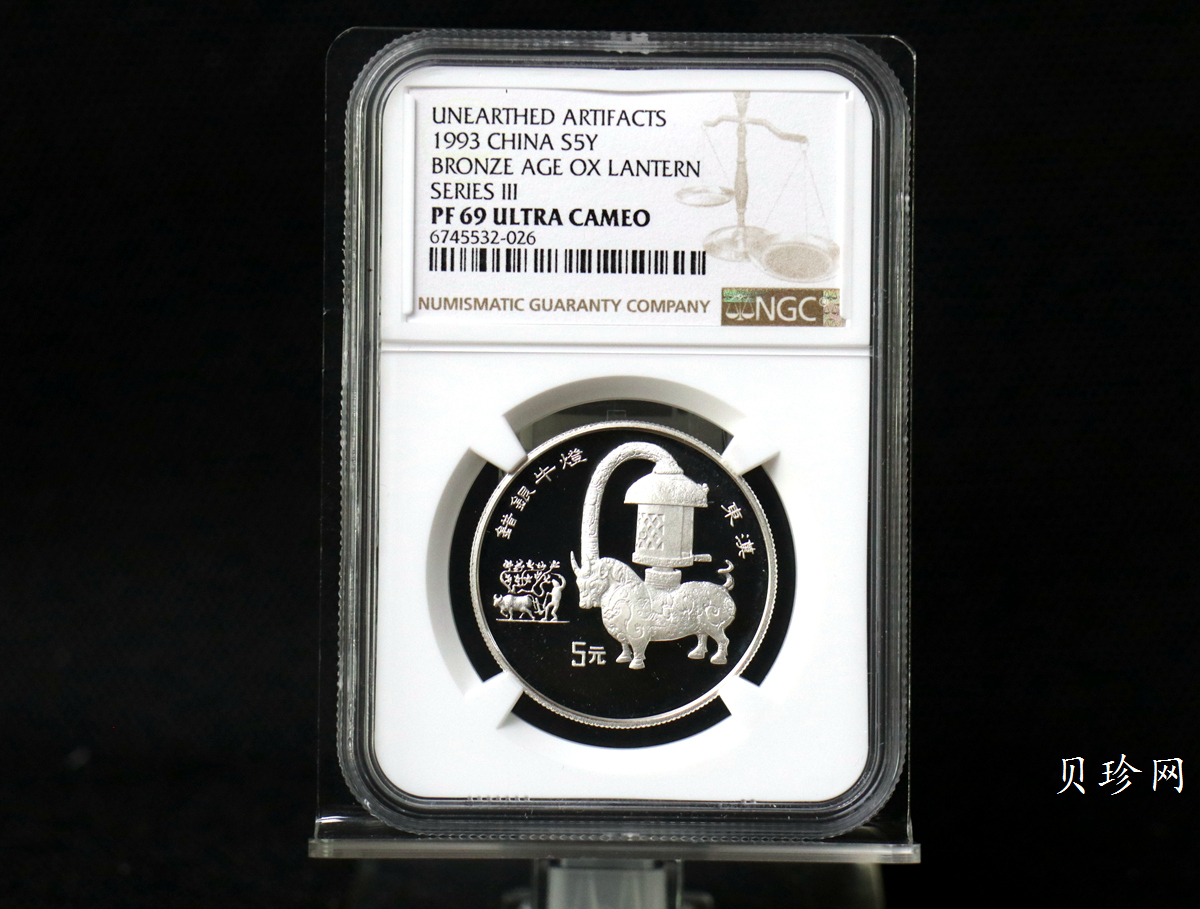 UNEARTHED ARTIFACTS
1993 CHINA S5Y
BRONZE AGE OX LANTERN
SERIES III
PF 69 ULTRA CAMEO
6745532-026
NUMISMATIC GUARANTY COMPANY
NGC®
錯銀牛燈
東漢
5元
贝珍网